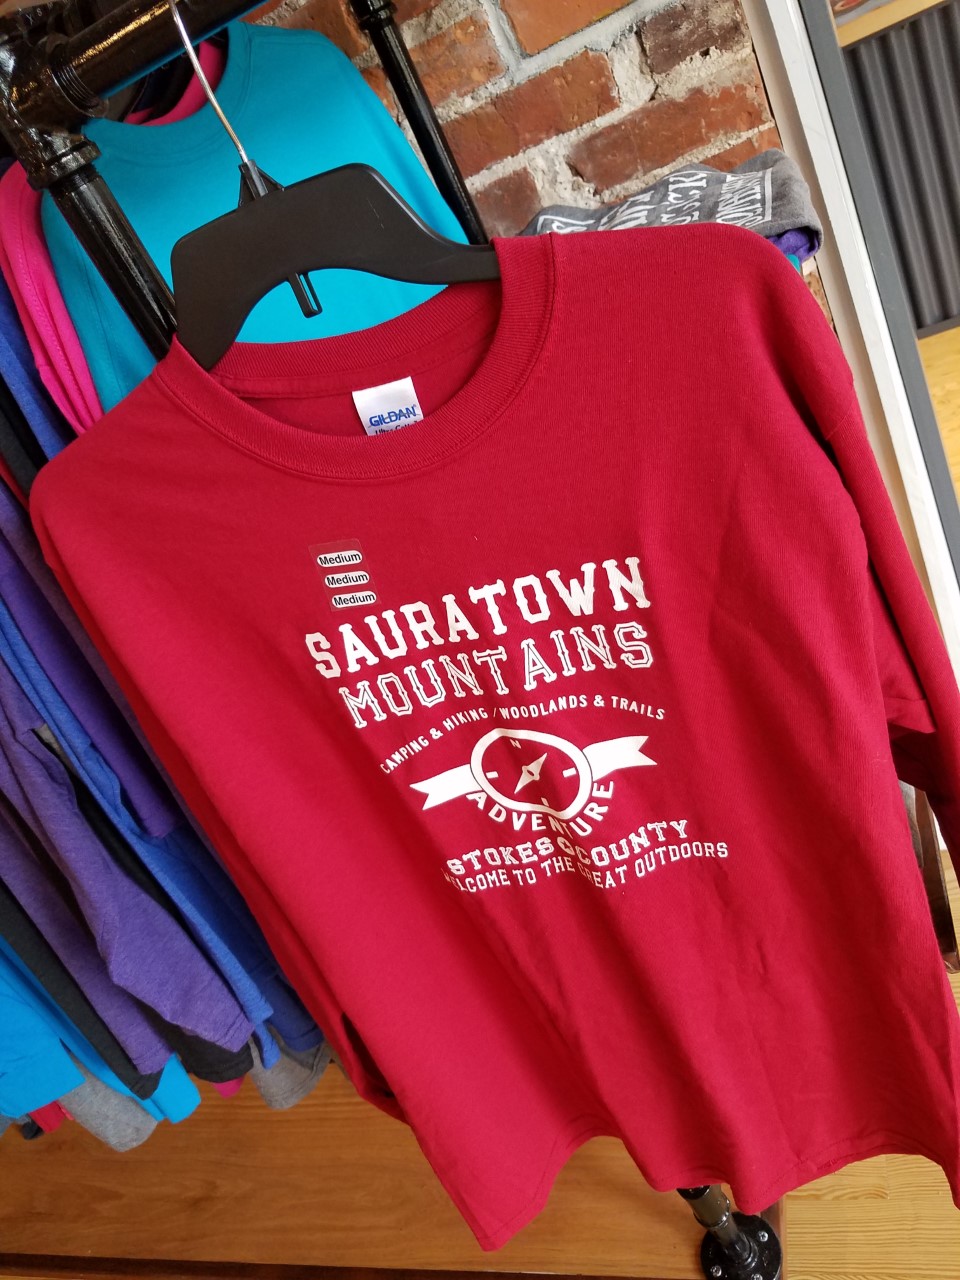 GILDAN
Medium
Medium
Medium
SAURATOWN
MOUNTAINS
CAMPING & HIKING / WOODLANDS & TRAILS
N
ADVENTURE
STOKES COUNTY
WELCOME TO THE GREAT OUTDOORS